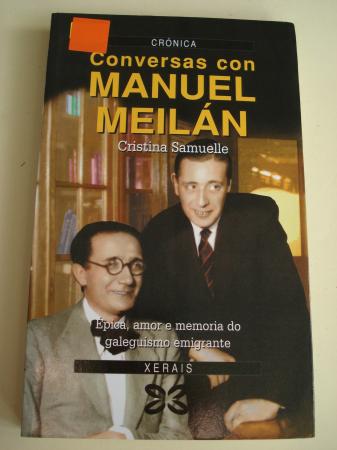 CRÓNICA
Conversas con
MANUEL
MEILÁN
Cristina Samuelle
Épica, amor e memoria do
galeguismo emigrante
XERAIS